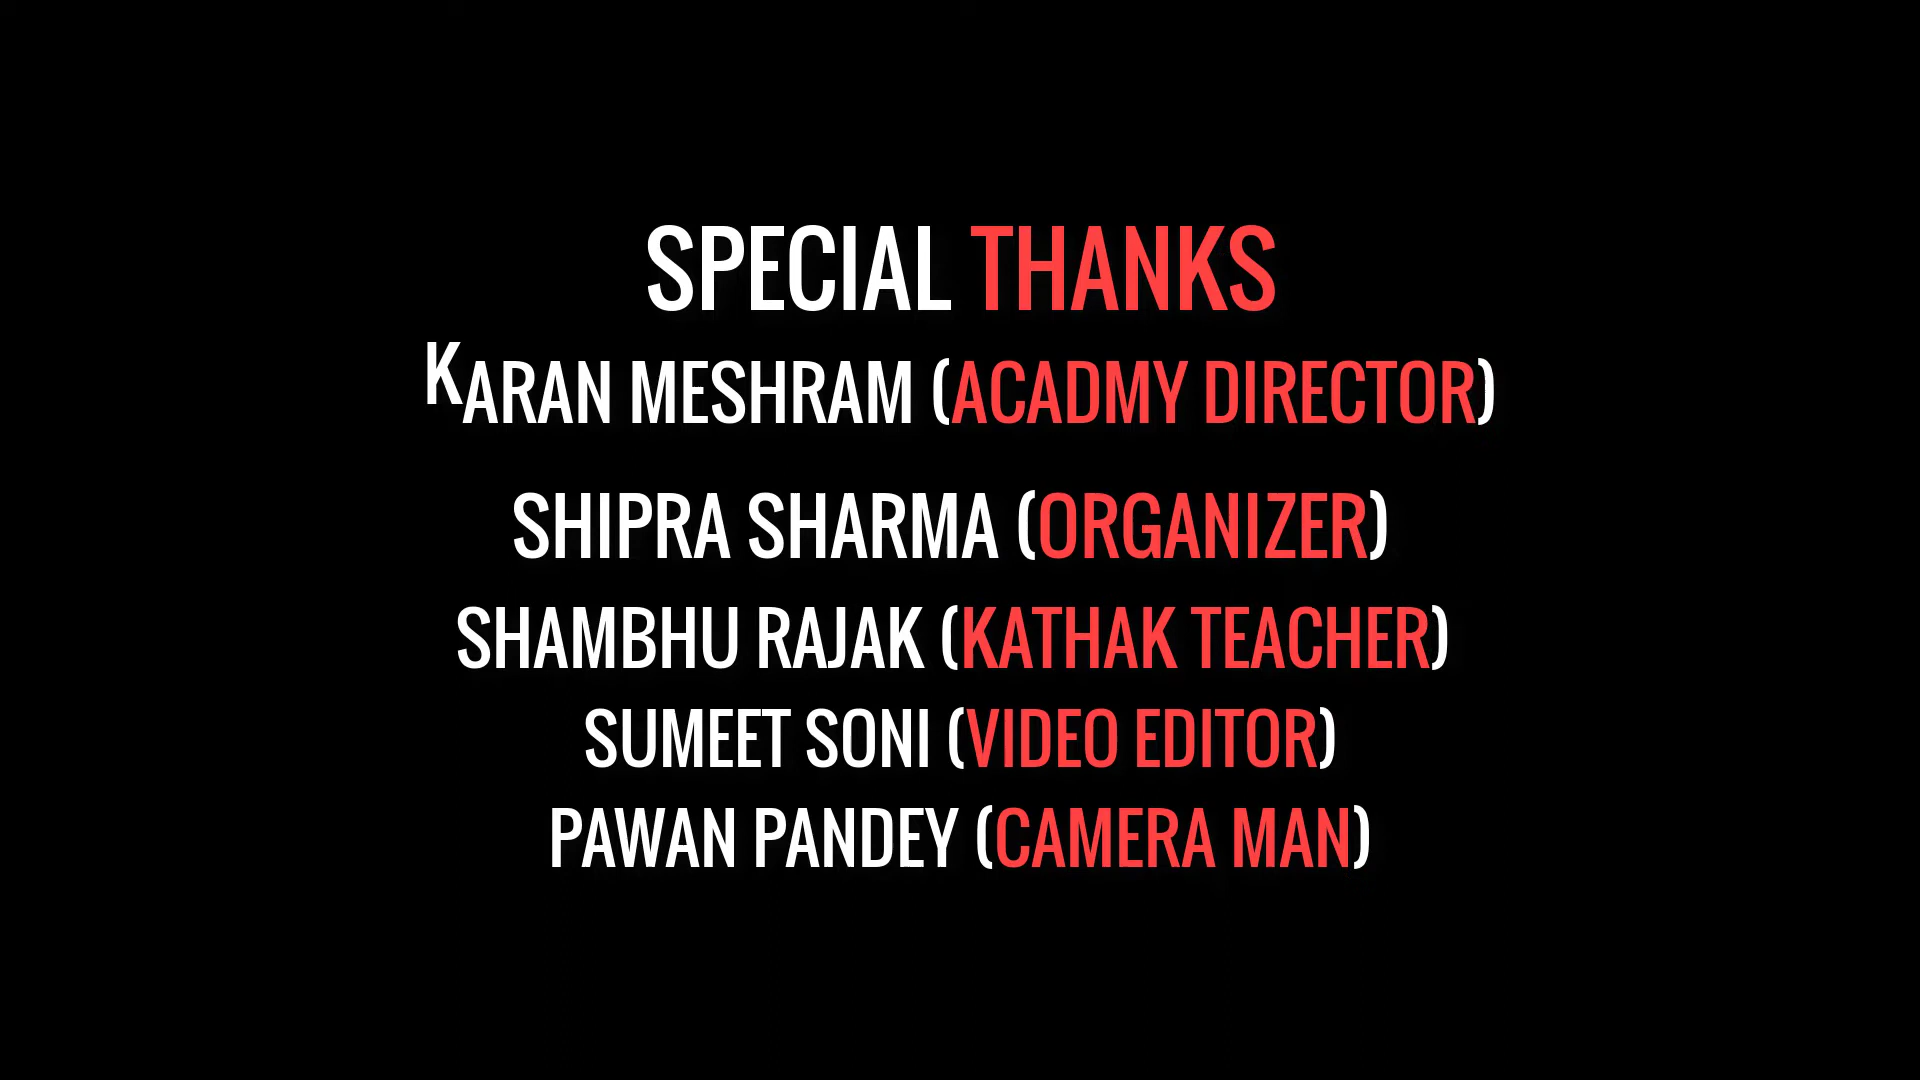 SPECIAL THANKS
KARAN MESHRAM (ACADMY DIRECTOR)
SHIPRA SHARMA (ORGANIZER)
SHAMBHU RAJAK (KATHAK TEACHER)
SUMEET SONI (VIDEO EDITOR)
PAWAN PANDEY (CAMERA MAN)